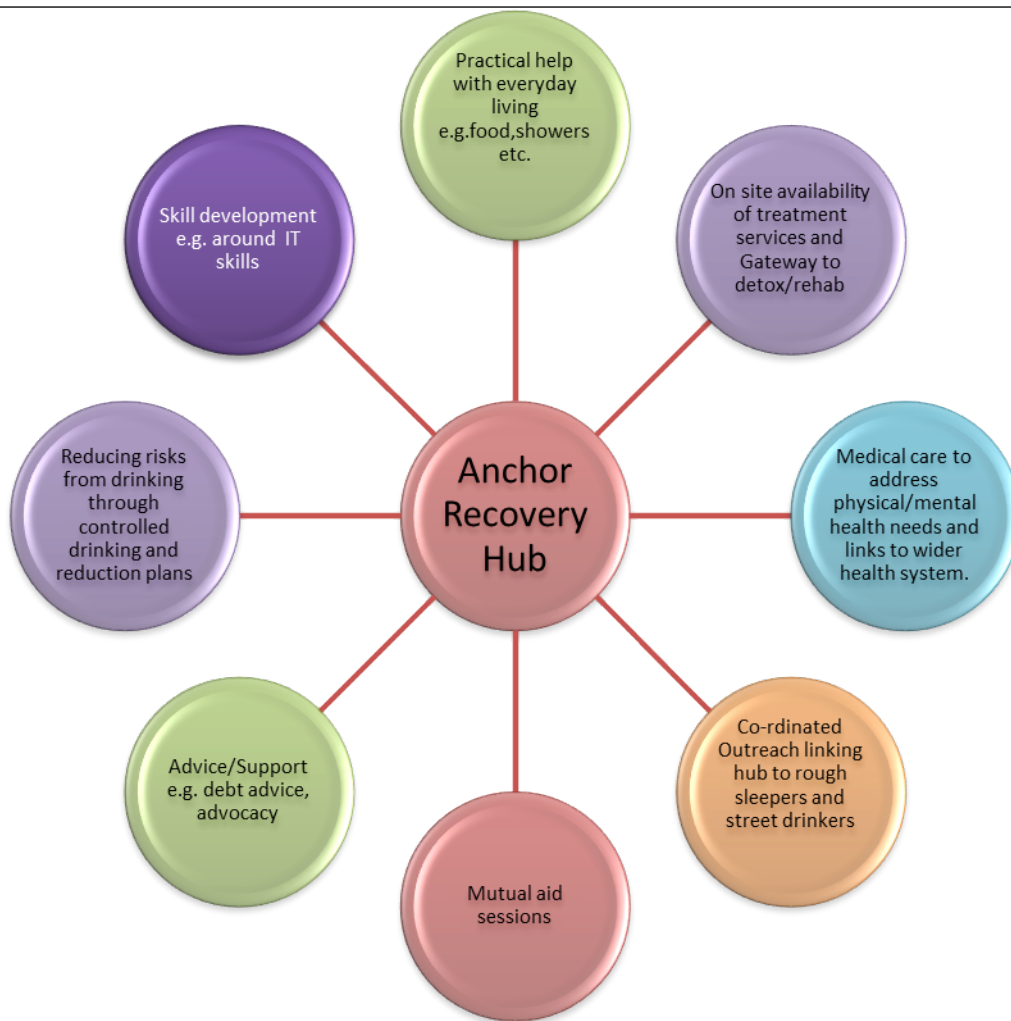 Practical help
with everyday
living
e.g.food,showers
etc.
On site availability
of treatment
services and
Gateway to
detox/rehab
Medical care to
address
physical/mental
health needs and
links to wider
health system.
Co-rdinated
Outreach linking
hub to rough
sleepers and
street drinkers
Mutual aid
sessions
Advice/Support
e.g. debt advice,
advocacy
Reducing risks
from drinking
through
controlled
drinking and
reduction plans
Skill development
e.g. around IT
skills
Anchor
Recovery
Hub